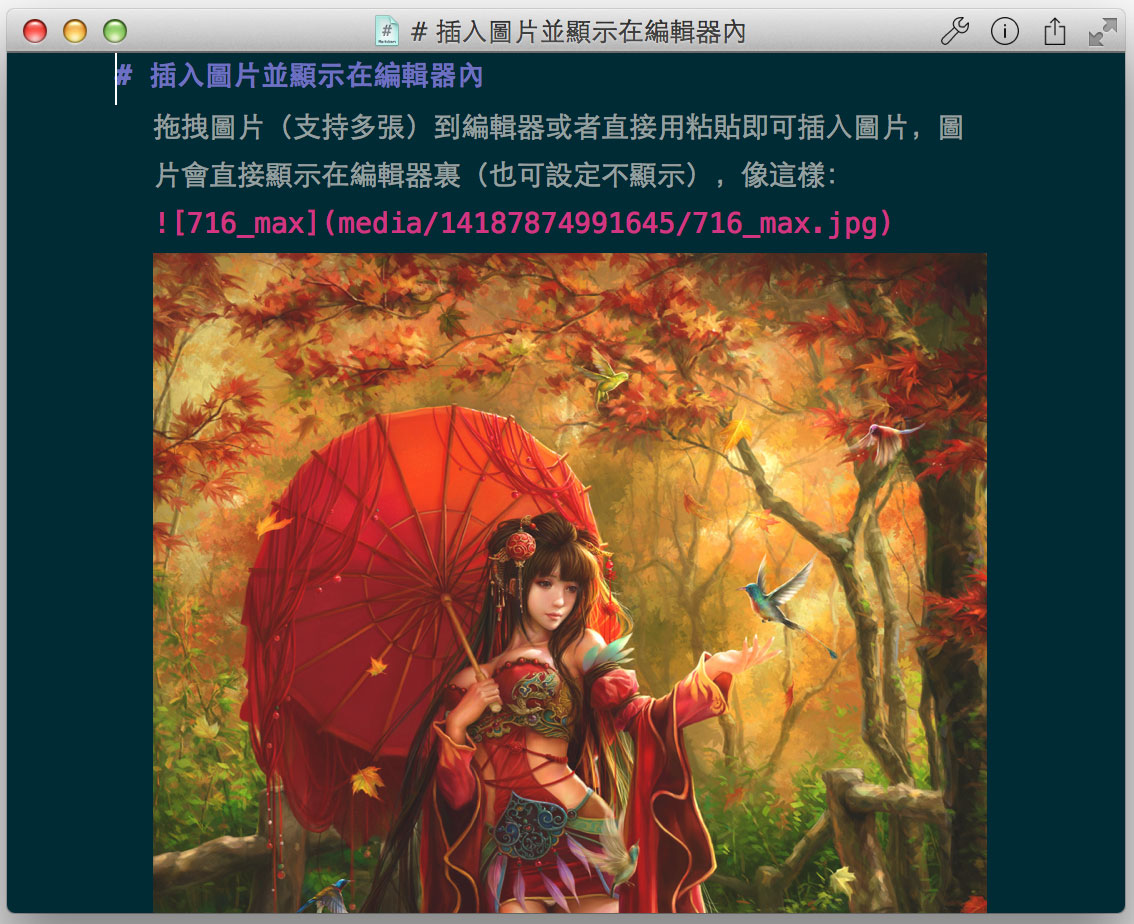 # 插入圖片並顯示在編輯器內
# 插入圖片並顯示在編輯器內
拖拽圖片（支持多張）到編輯器或者直接用粘貼即可插入圖片，圖
片會直接顯示在編輯器裏（也可設定不顯示），像這樣：
![716_max](media/14187874991645/716_max.jpg)